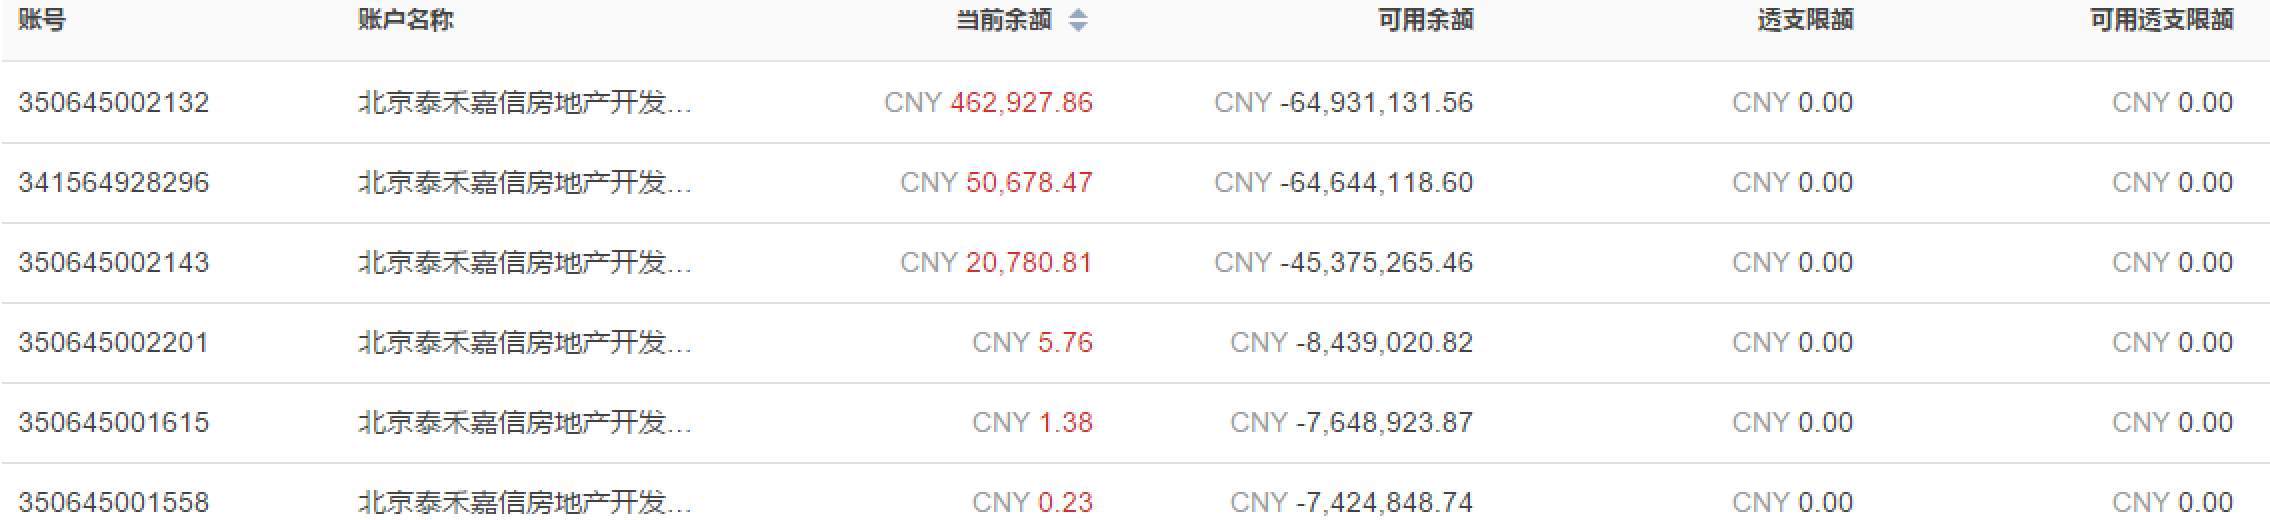 账号 账户名称 当前余额 可用余额 透支限额 可用透支限额
350645002132 北京泰禾嘉信房地产开发... CNY 462,927.86 CNY -64,931,131.56 CNY 0.00 CNY 0.00
341564928296 北京泰禾嘉信房地产开发... CNY 50,678.47 CNY -64,644,118.60 CNY 0.00 CNY 0.00
350645002143 北京泰禾嘉信房地产开发... CNY 20,780.81 CNY -45,375,265.46 CNY 0.00 CNY 0.00
350645002201 北京泰禾嘉信房地产开发... CNY 5.76 CNY -8,439,020.82 CNY 0.00 CNY 0.00
350645001615 北京泰禾嘉信房地产开发... CNY 1.38 CNY -7,648,923.87 CNY 0.00 CNY 0.00
350645001558 北京泰禾嘉信房地产开发... CNY 0.23 CNY -7,424,848.74 CNY 0.00 CNY 0.00